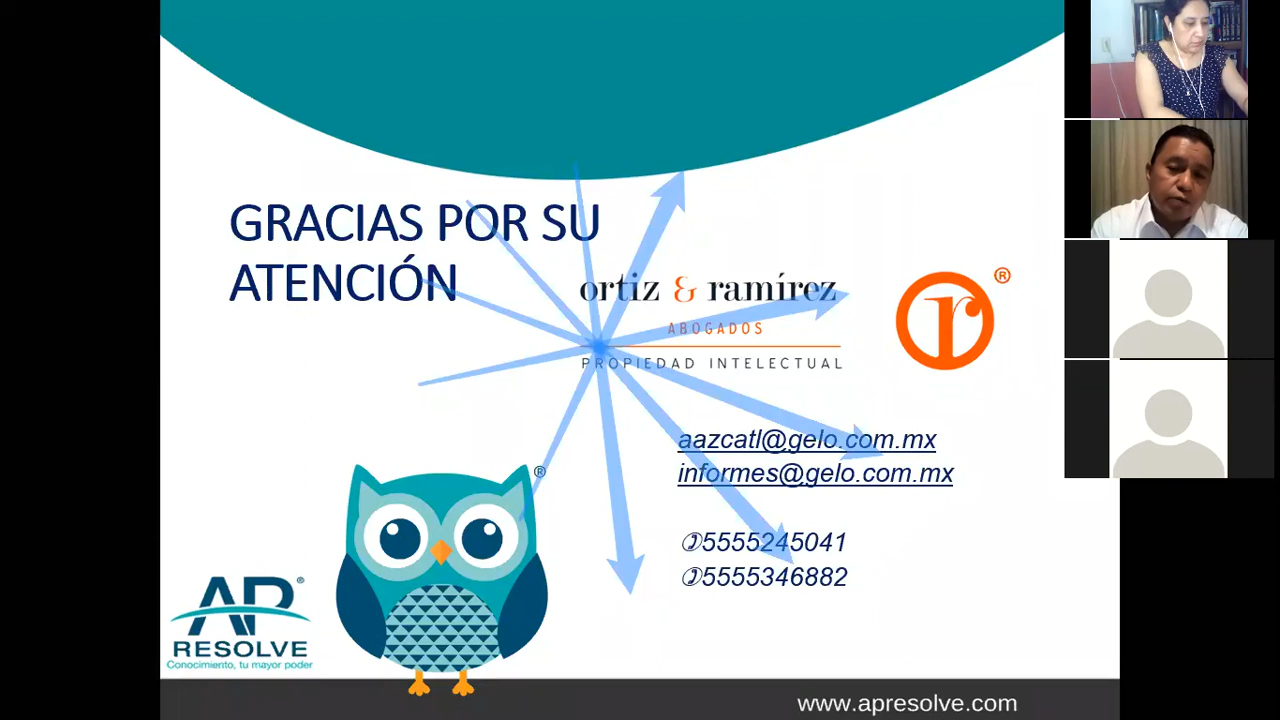 GRACIAS POR SU
ATENCIÓN
ortiz & ramírez
ABOGADOS
PROPIEDAD INTELECTUAL
r®
aazcatl@gelo.com.mx
informes@gelo.com.mx
✆5555245041
✆5555346882
®
AP®
RESOLVE
Conocimiento, tu mayor poder
www.apresolve.com